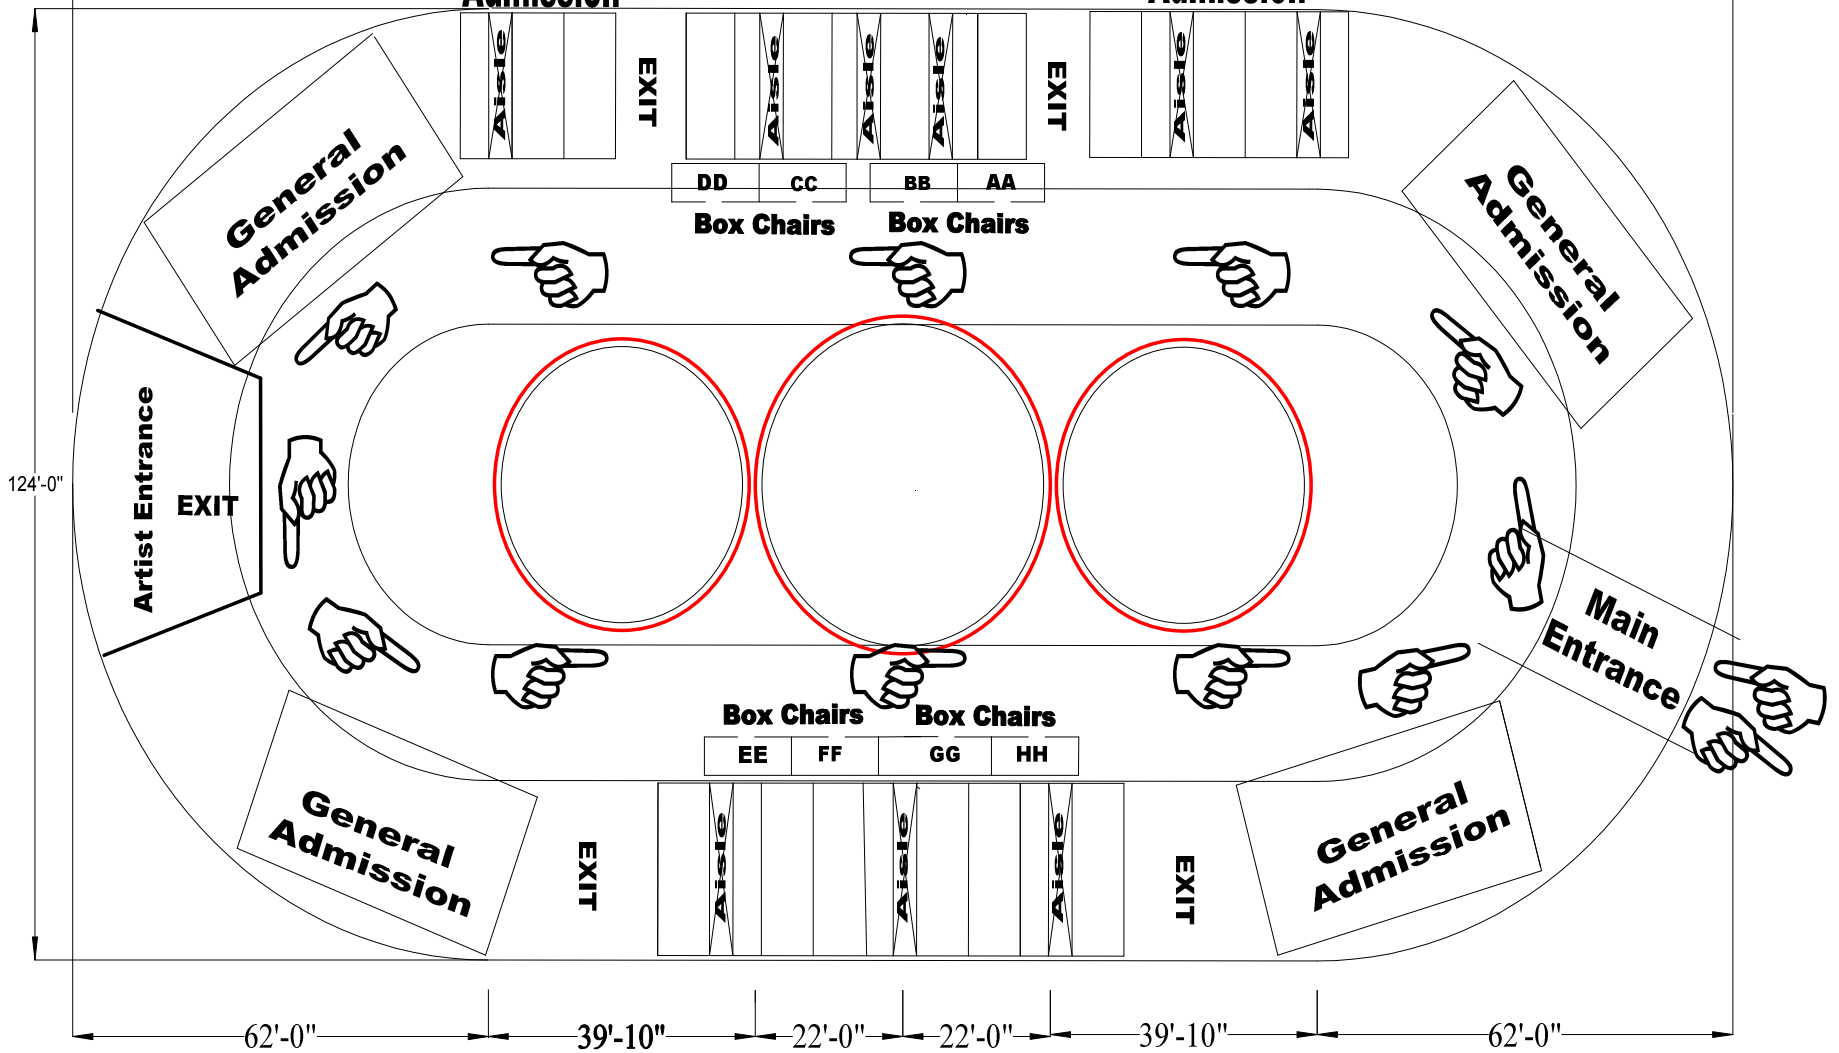 Admission
Admission
Aisle
EXIT
Aisle
Aisle
Aisle
EXIT
Aisle
Aisle
General
Admission
DD
CC
BB
AA
Box Chairs
Box Chairs
General
Admission
124'-0"
Artist Entrance
EXIT
Main
Entrance
Box Chairs
Box Chairs
EE
FF
GG
HH
General
Admission
EXIT
Aisle
Aisle
Aisle
EXIT
General
Admission
62'-0"
39'-10"
22'-0"
22'-0"
39'-10"
62'-0"